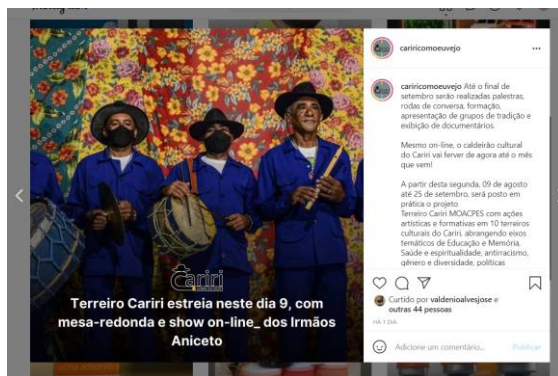 Cariri
Terreiro Cariri estreia neste dia 9, com
mesa-redonda e show on-line_ dos Irmãos
Aniceto
cariricomoeuvejo
cariricomoeuvejo Até o final de
setembro serão realizadas palestras,
rodas de conversa, formação,
apresentação de grupos de tradição e
exibição de documentários.
Mesmo on-line, o caldeirão cultural
do Cariri vai ferver de agora até o mês
que vem!
A partir desta segunda, 09 de agosto
até 25 de setembro, será posto em
prática o projeto
Terreiro Cariri MOACPES com ações
artísticas e formativas em 10 terreiros
culturais do Cariri, abrangendo eixos
temáticos de Educação e Memória,
Saúde e espiritualidade, antirracismo,
gênero e diversidade, políticas
Curtido por valdenioalvesjose e
outras 44 pessoas
HÁ 1 DIA
Adicione um comentário...
Publicar